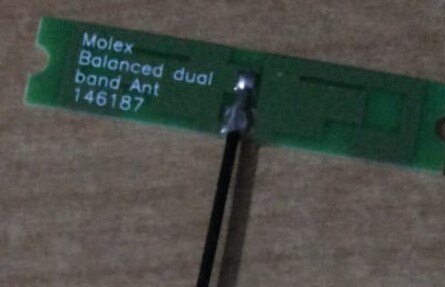 Molex
Balanced dual
band Ant
146187